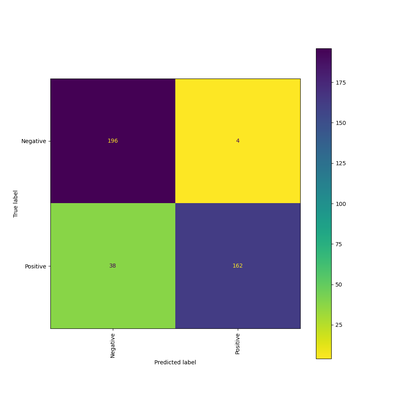 175
Negative 196 4
150
True label
125
100
75
Positive 38 162
50
25
Negative Positive
Predicted label